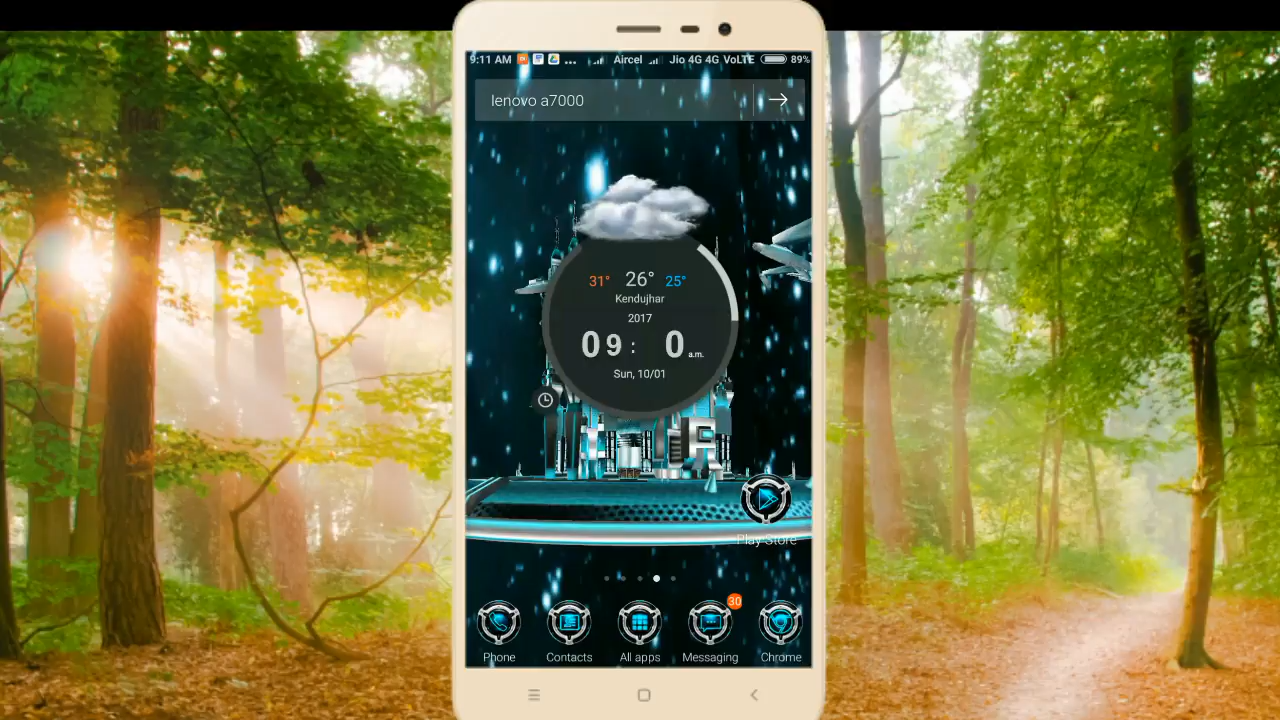 9:11 AM ... Aircel Jio 4G 4G VoLTE 89%
lenovo a7000
31° 26° 25°
Kendujhar
2017
09: 0 a.m.
Sun, 10/01
Play Store
30
Phone Contacts All apps Messaging Chrome